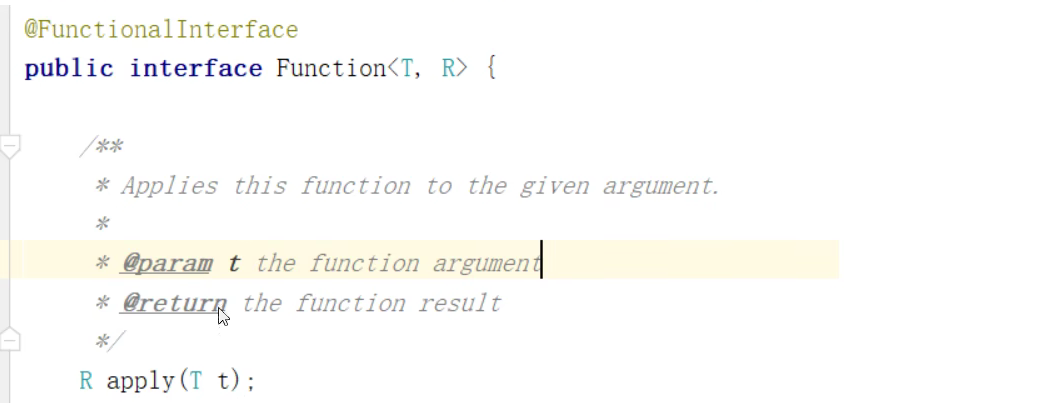 @FunctionalInterface
public interface Function<T, R> {
/**
* Applies this function to the given argument.
*
* @param t the function argument
* @return the function result
*/
R apply(T t);